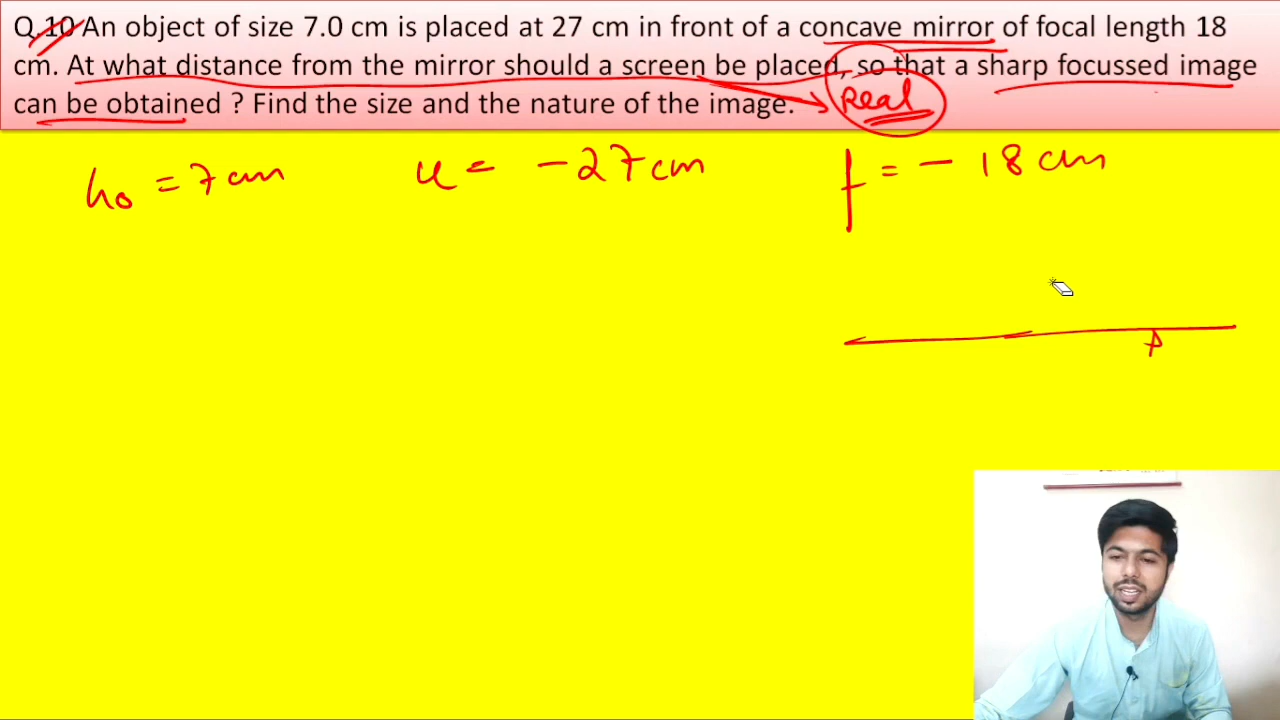 Q.10 An object of size 7.0 cm is placed at 27 cm in front of a concave mirror of focal length 18
cm. At what distance from the mirror should a screen be placed, so that a sharp focussed image
can be obtained ? Find the size and the nature of the image. Real
ho = 7 cm u = -27 cm f = -18 cm
P